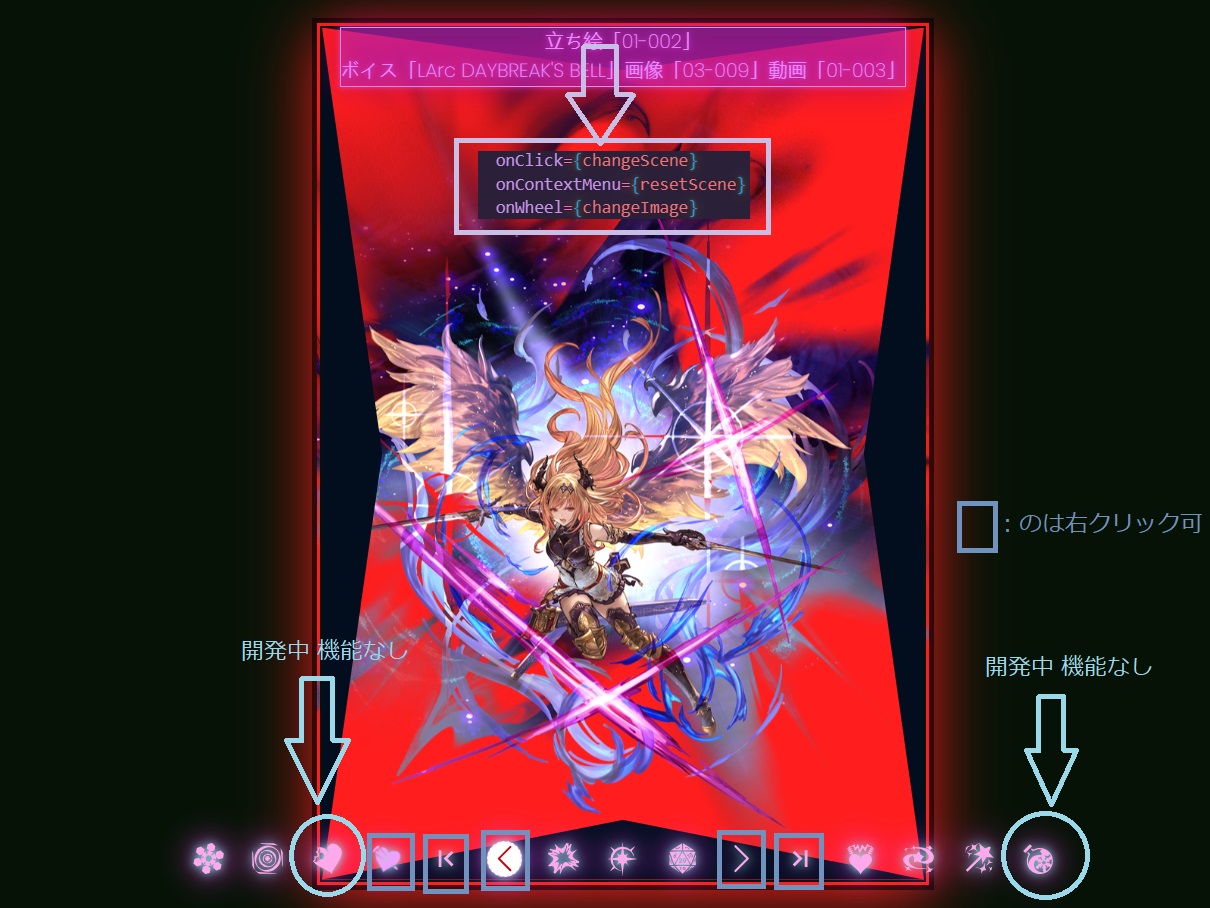 立ち絵「01-002」
ボイス「LArc DAYBREAK'S BELL」画像「03-009」動画「01-003」
onClick={changeScene}
onContextMenu={resetScene}
onWheel={changeImage}
：のは右クリック可
開発中 機能なし
開発中 機能なし